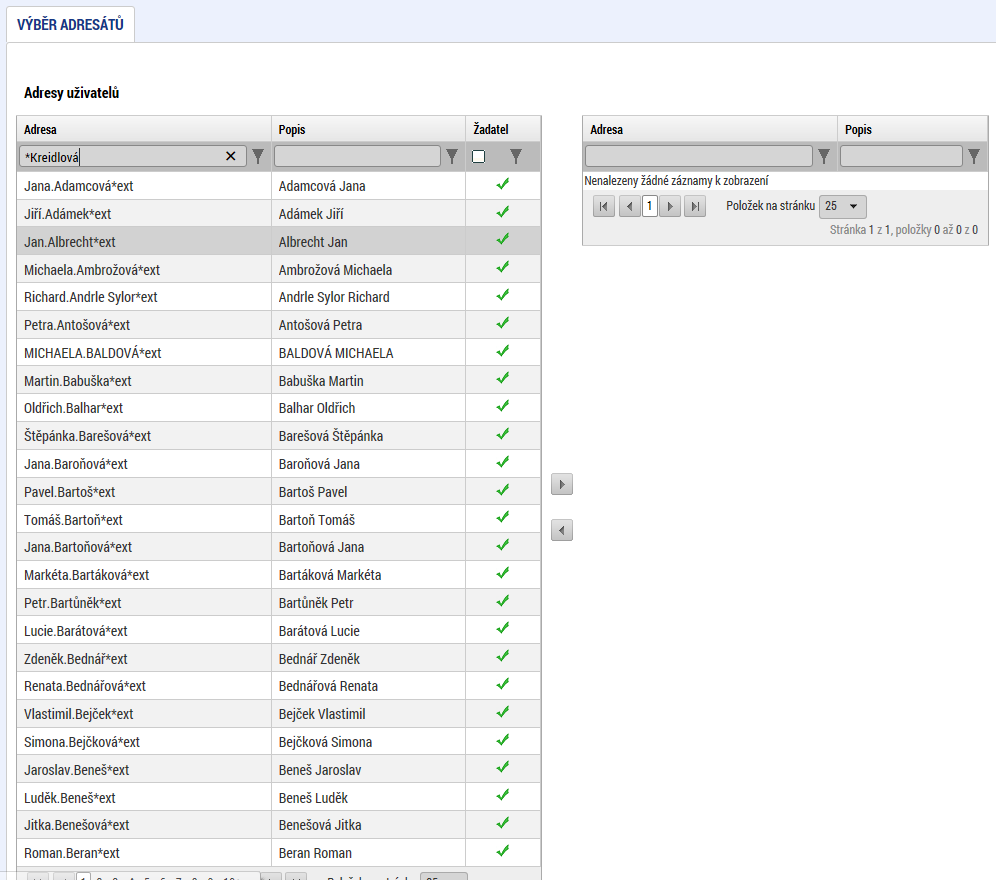 VÝBĚR ADRESÁTŮ
Adresy uživatelů
Adresa Popis Žadatel
*Kreidlová
Jana.Adamcová*ext Adamcová Jana
Jiří.Adámek*ext Adámek Jiří
Jan.Albrecht*ext Albrecht Jan
Michaela.Ambrožová*ext Ambrožová Michaela
Richard.Andrle Sylor*ext Andrle Sylor Richard
Petra.Antošová*ext Antošová Petra
MICHAELA.BALDOVÁ*ext BALDOVÁ MICHAELA
Martin.Babuška*ext Babuška Martin
Oldřich.Balhar*ext Balhar Oldřich
Štěpánka.Barešová*ext Barešová Štěpánka
Jana.Baroňová*ext Baroňová Jana
Pavel.Bartoš*ext Bartoš Pavel
Tomáš.Bartoň*ext Bartoň Tomáš
Jana.Bartoňová*ext Bartoňová Jana
Markéta.Bartáková*ext Bartáková Markéta
Petr.Bartůněk*ext Bartůněk Petr
Lucie.Barátová*ext Barátová Lucie
Zdeněk.Bednář*ext Bednář Zdeněk
Renata.Bednářová*ext Bednářová Renata
Vlastimil.Bejček*ext Bejček Vlastimil
Simona.Bejčková*ext Bejčková Simona
Jaroslav.Beneš*ext Beneš Jaroslav
Luděk.Beneš*ext Beneš Luděk
Jitka.Benešová*ext Benešová Jitka
Roman.Beran*ext Beran Roman
Adresa Popis
Nenalezeny žádné záznamy k zobrazení
1 Položek na stránku 25
Stránka 1 z 1, položky 0 až 0 z 0